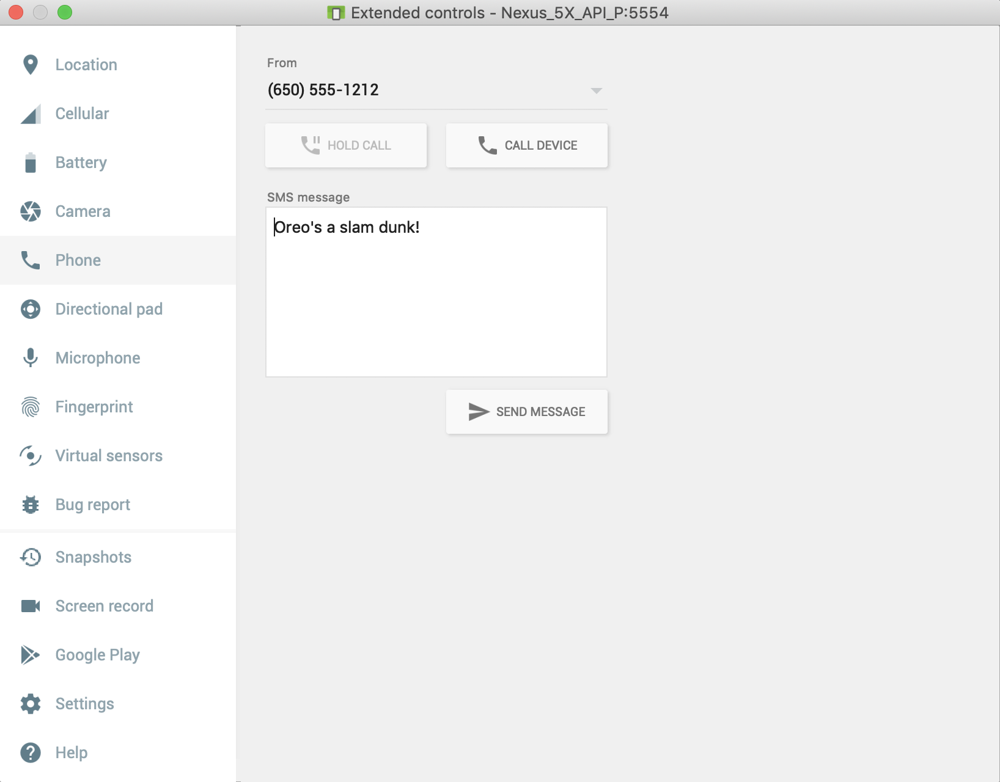 Extended controls - Nexus_5X_API_P:5554
Location
Cellular
Battery
Camera
Phone
Directional pad
Microphone
Fingerprint
Virtual sensors
Bug report
Snapshots
Screen record
Google Play
Settings
Help
From
(650) 555-1212
HOLD CALL
CALL DEVICE
SMS message
Oreo's a slam dunk!
SEND MESSAGE